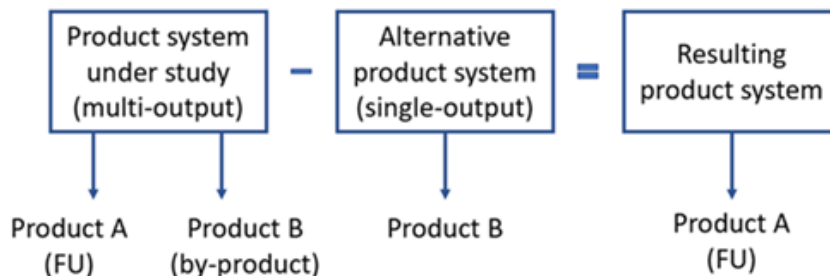 Product system
under study
(multi-output)
–
Alternative
product system
(single-output)
=
Resulting
product system
Product A
(FU)
Product B
(by-product)
Product B
Product A
(FU)